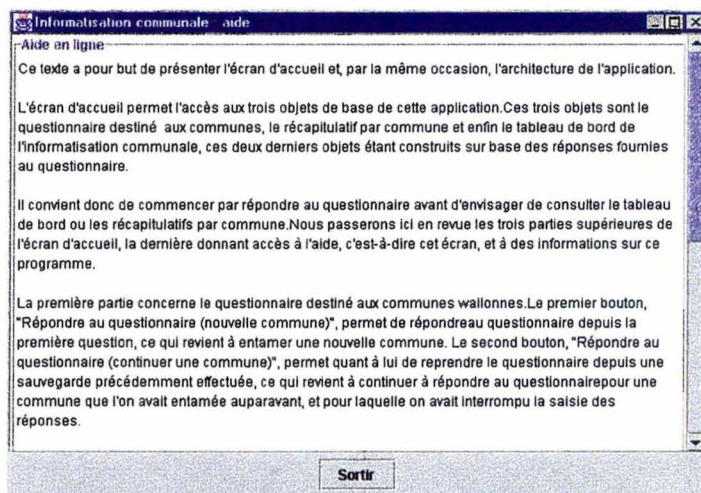 Informatisation communale - aide
Aide en ligne
Ce texte a pour but de présenter l'écran d'accueil et, par la même occasion, l'architecture de l'application.
L'écran d'accueil permet l'accès aux trois objets de base de cette application.Ces trois objets sont le
questionnaire destiné aux communes, le récapitulatif par commune et enfin le tableau de bord de
l'informatisation communale, ces deux derniers objets étant construits sur base des réponses fournies
au questionnaire.
Il convient donc de commencer par répondre au questionnaire avant d'envisager de consulter le tableau
de bord ou les récapitulatifs par commune.Nous passerons ici en revue les trois parties supérieures de
l'écran d'accueil, la dernière donnant accès à l'aide, c'est-à-dire cet écran, et à des informations sur ce
programme.
La première partie concerne le questionnaire destiné aux communes wallonnes.Le premier bouton,
"Répondre au questionnaire (nouvelle commune)", permet de répondreau questionnaire depuis la
première question, ce qui revient à entamer une nouvelle commune. Le second bouton, "Répondre au
questionnaire (continuer une commune)", permet quant à lui de reprendre le questionnaire depuis une
sauvegarde précédemment effectuée, ce qui revient à continuer à répondre au questionnairepour une
commune que l'on avait entamée auparavant, et pour laquelle on avait interrompu la saisie des
réponses.
Sortir